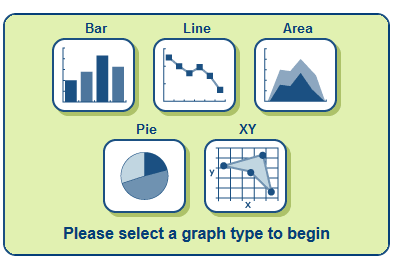 Bar Line Area
Pie XY
y
x
Please select a graph type to begin